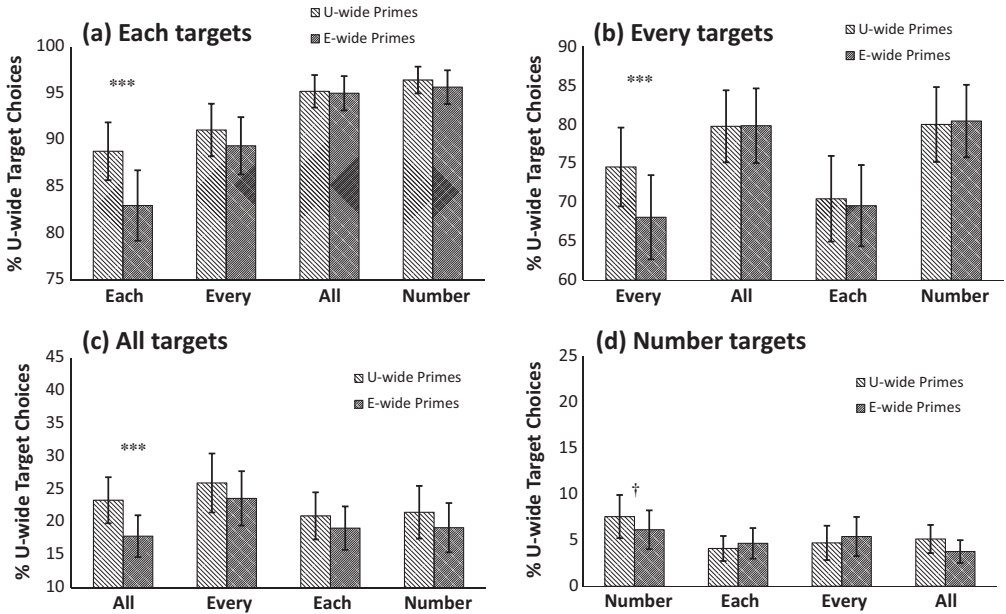 (a) Each targets
U-wide Primes
E-wide Primes
% U-wide Target Choices
100
95
90
85
80
75
***
Each Every All Number
(b) Every targets
U-wide Primes
E-wide Primes
% U-wide Target Choices
90
85
80
75
70
65
60
***
Every All Each Number
(c) All targets
U-wide Primes
E-wide Primes
% U-wide Target Choices
45
40
35
30
25
20
15
10
***
All Every Each Number
(d) Number targets
U-wide Primes
E-wide Primes
% U-wide Target Choices
25
20
15
10
5
0
†
Number Each Every All